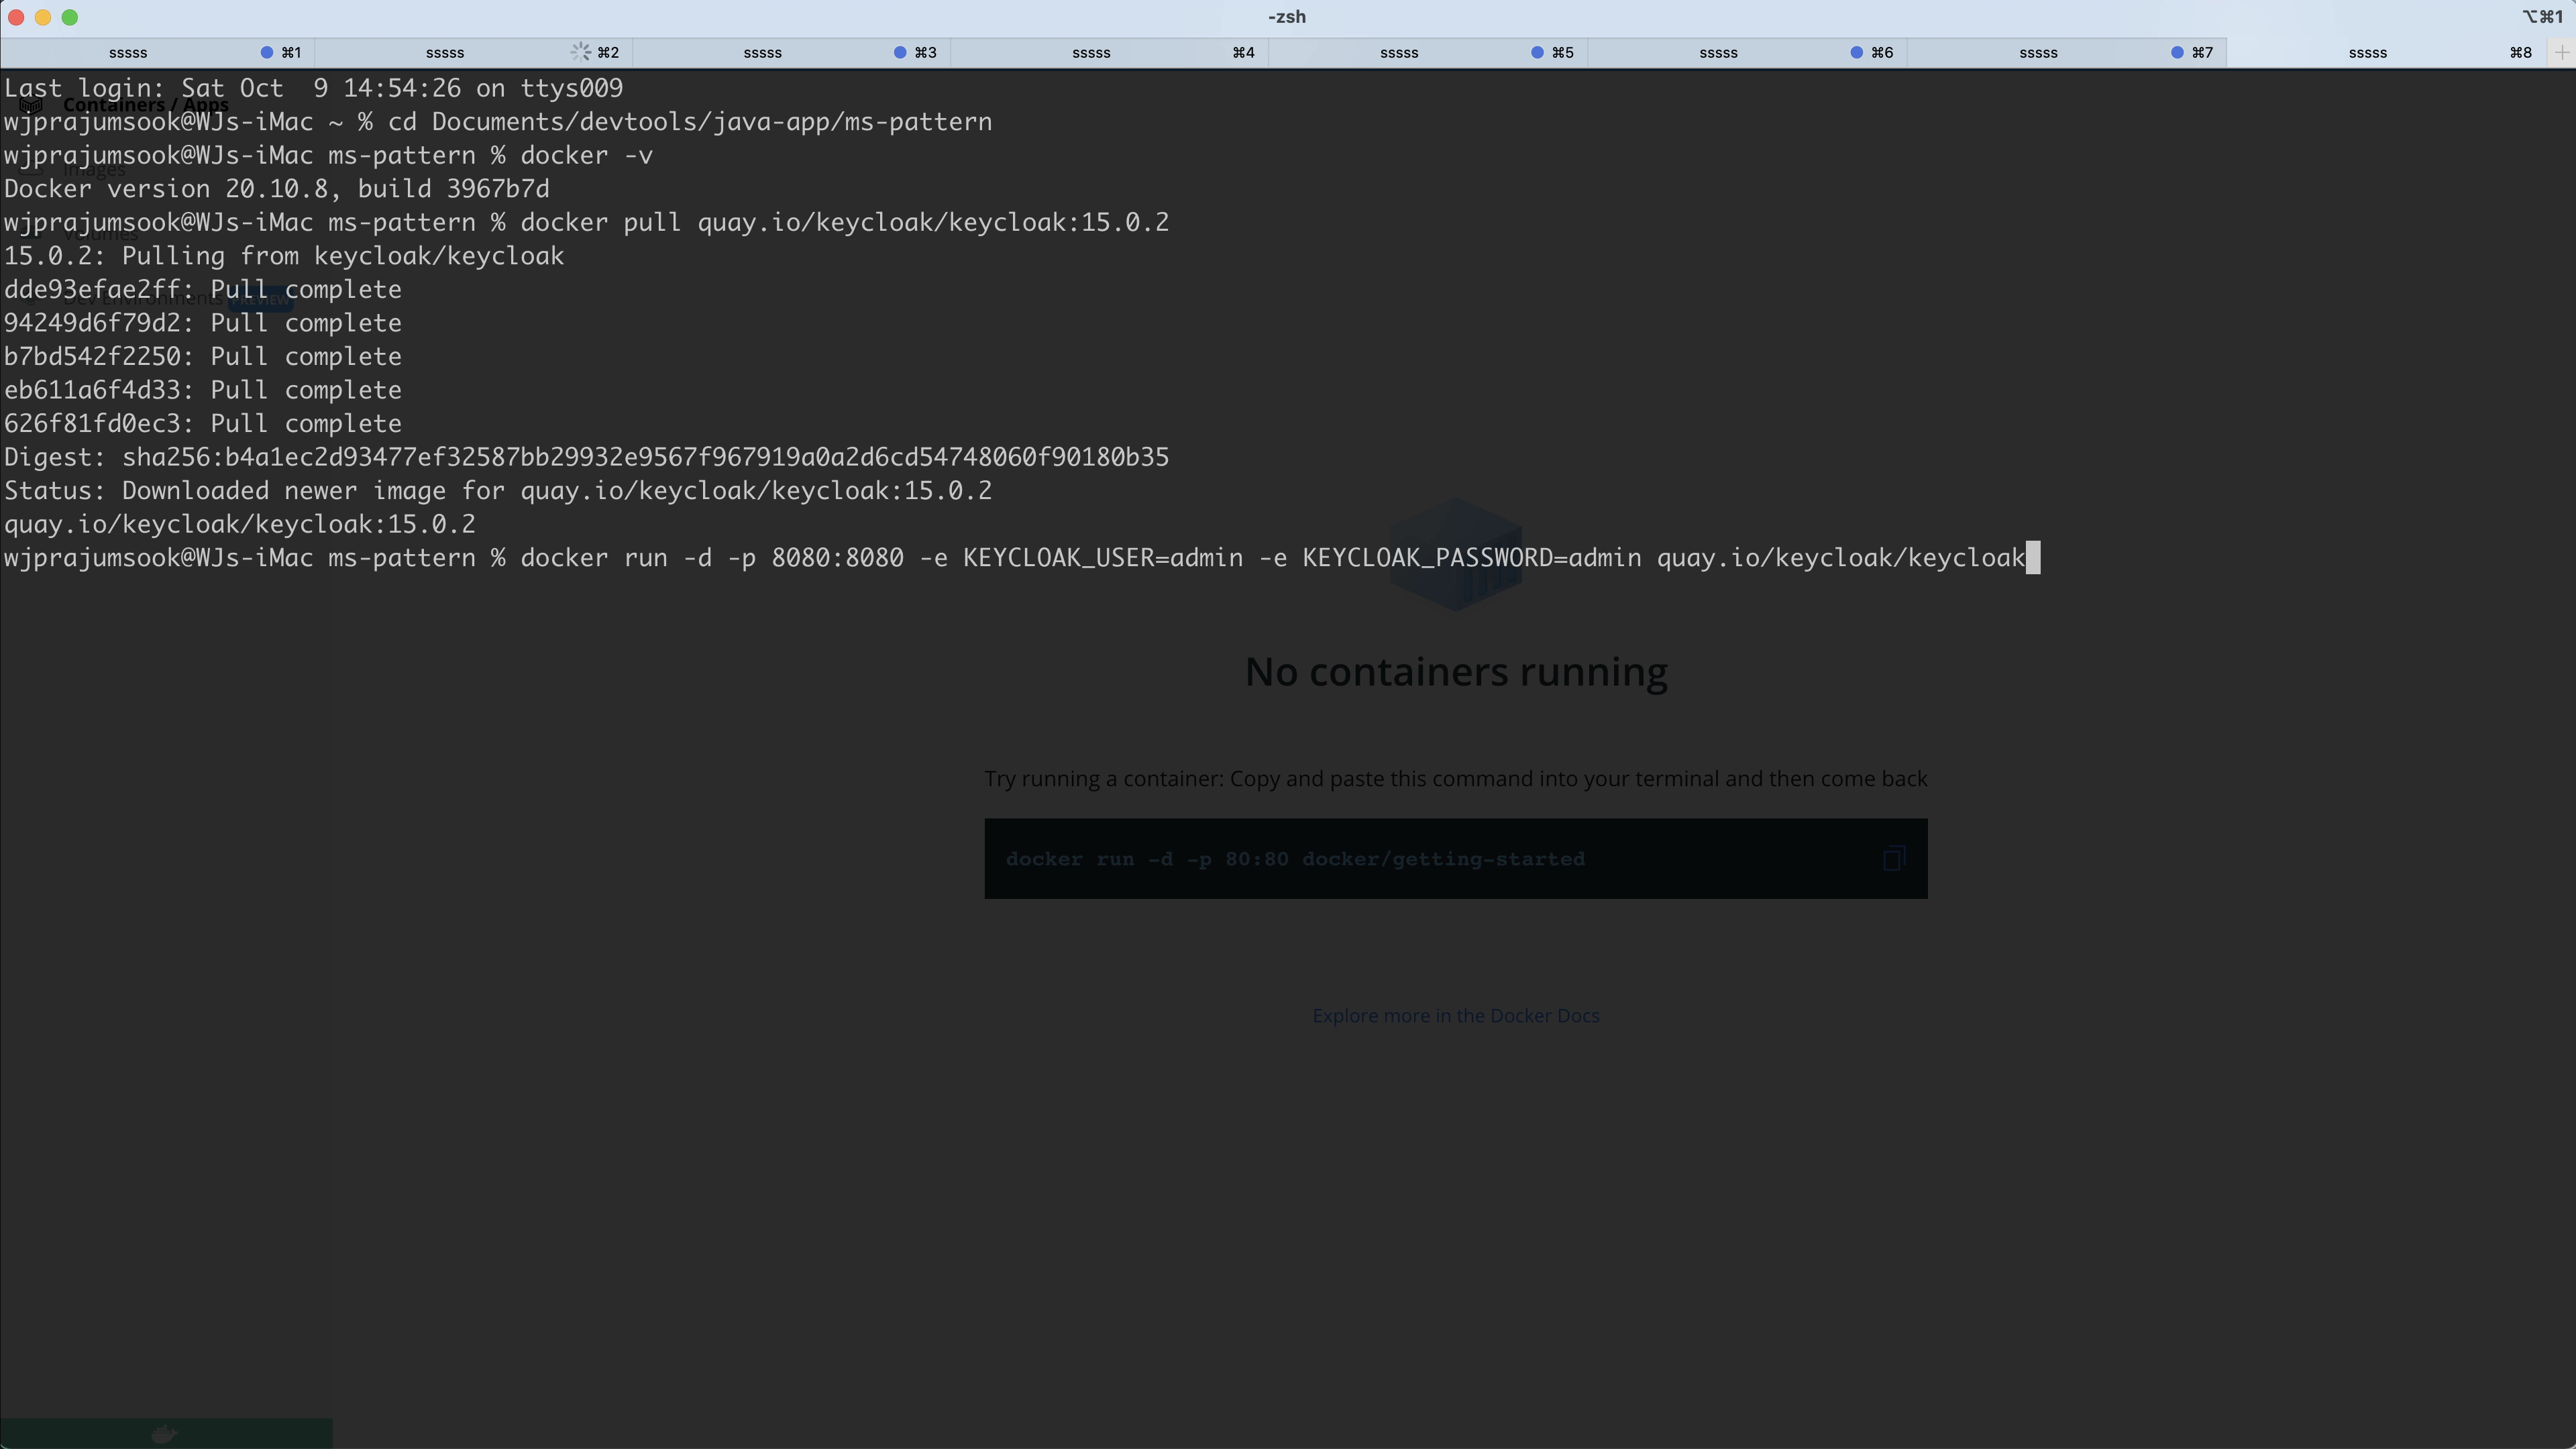 -zsh
⌥⌘1
sssss ⌘1 sssss ⌘2 sssss ⌘3 sssss ⌘4 sssss ⌘5 sssss ⌘6 sssss ⌘7 sssss ⌘8 +
Last login: Sat Oct  9 14:54:26 on ttys009
Containers / Apps
wjprajumsook@WJs-iMac ~ % cd Documents/devtools/java-app/ms-pattern
wjprajumsook@WJs-iMac ms-pattern % docker -v
Images
Docker version 20.10.8, build 3967b7d
wjprajumsook@WJs-iMac ms-pattern % docker pull quay.io/keycloak/keycloak:15.0.2
Volumes
15.0.2: Pulling from keycloak/keycloak
dde93efae2ff: Pull complete
Dev Environments PREVIEW
94249d6f79d2: Pull complete
b7bd542f2250: Pull complete
eb611a6f4d33: Pull complete
626f81fd0ec3: Pull complete
Digest: sha256:b4a1ec2d93477ef32587bb29932e9567f967919a0a2d6cd54748060f90180b35
Status: Downloaded newer image for quay.io/keycloak/keycloak:15.0.2
quay.io/keycloak/keycloak:15.0.2
wjprajumsook@WJs-iMac ms-pattern % docker run -d -p 8080:8080 -e KEYCLOAK_USER=admin -e KEYCLOAK_PASSWORD=admin quay.io/keycloak/keycloak
No containers running
Try running a container: Copy and paste this command into your terminal and then come back
docker run -d -p 80:80 docker/getting-started
Explore more in the Docker Docs